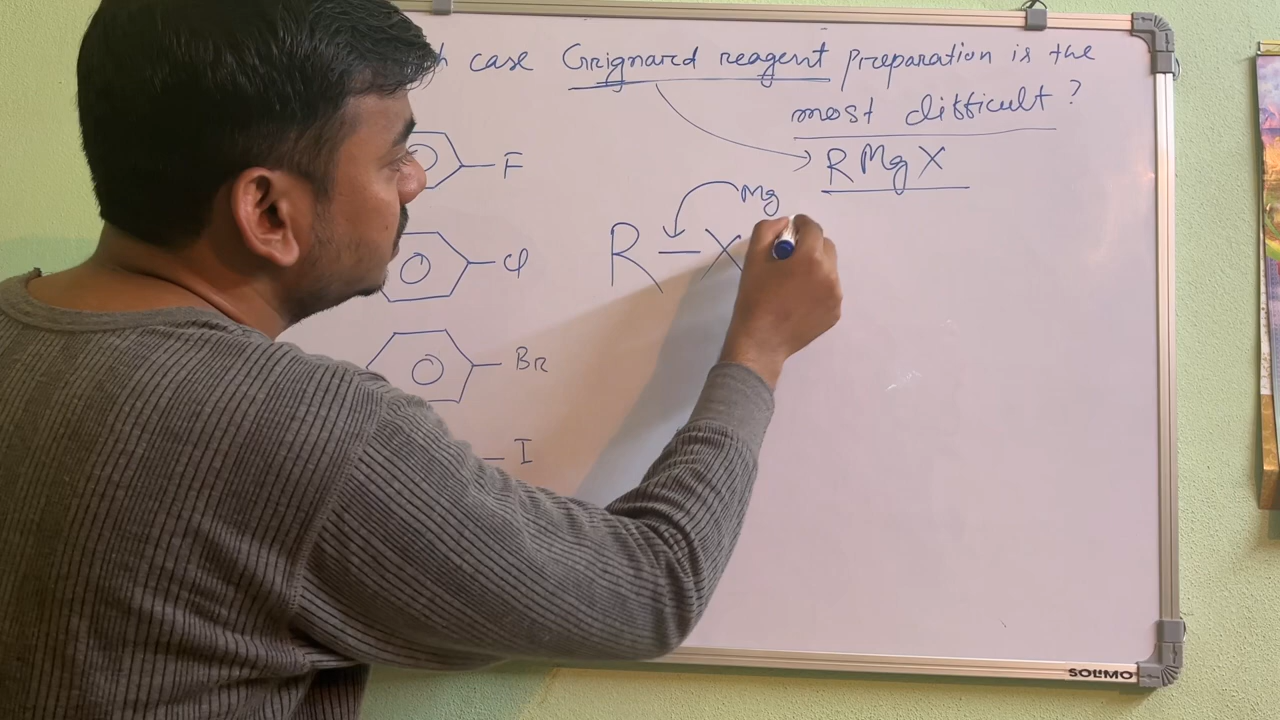 case Grignard reagent preparation is the
most difficult?
RMgX
F
Mg
R-X
Cl
Br
I
SOLIMO